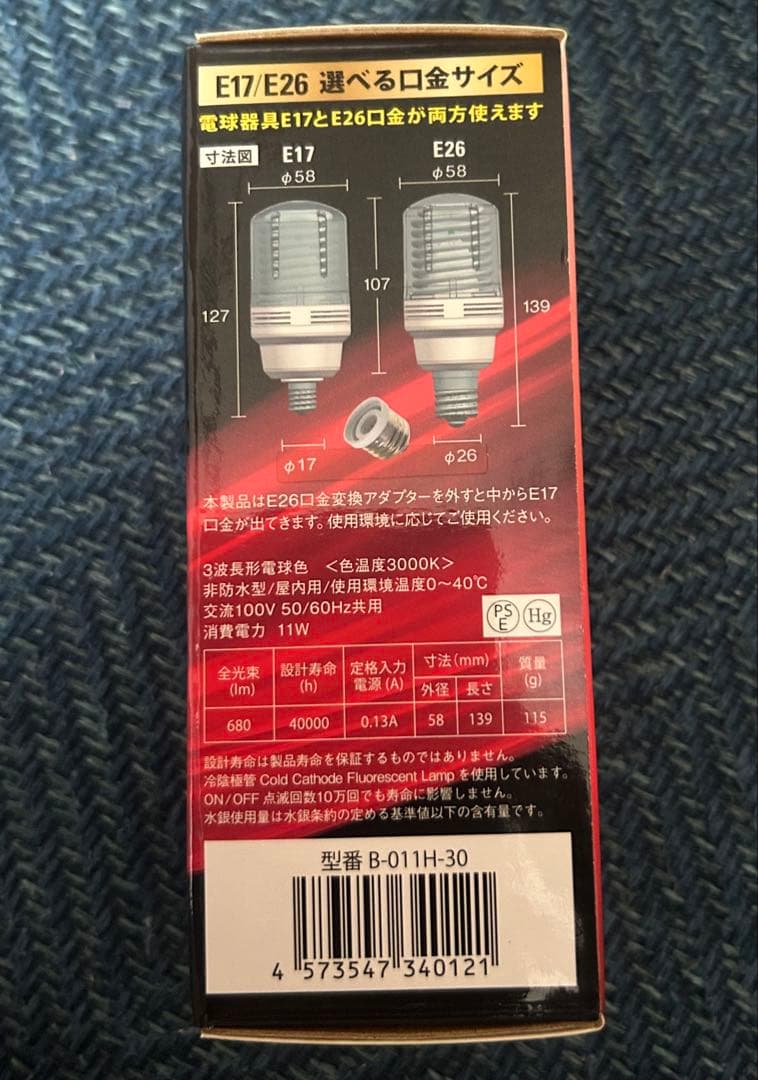 E17/E26 選べる口金サイズ
電球器具E17とE26口金が両方使えます
寸法図 E17 E26
φ58 φ58
127 107 139
φ17 φ26
本製品はE26口金変換アダプターを外すと中からE17
口金が出てきます。使用環境に応じてご使用ください。
3波長形電球色 <色温度3000K>
非防水型/屋内用/使用環境温度0〜40℃
交流100V 50/60Hz共用
消費電力 11W
PS
E
Hg
全光束
(lm)
設計寿命
(h)
定格入力
電源(A)
寸法(mm)
外径 長さ
質量
(g)
680 40000 0.13A 58 139 115
設計寿命は製品寿命を保証するものではありません。
冷陰極管 Cold Cathode Fluorescent Lamp を使用しています。
ON/OFF 点滅回数10万回でも寿命に影響しません。
水銀使用量は水銀条約の定める基準値以下の含有量です。
型番 B-011H-30
4 573547 340121